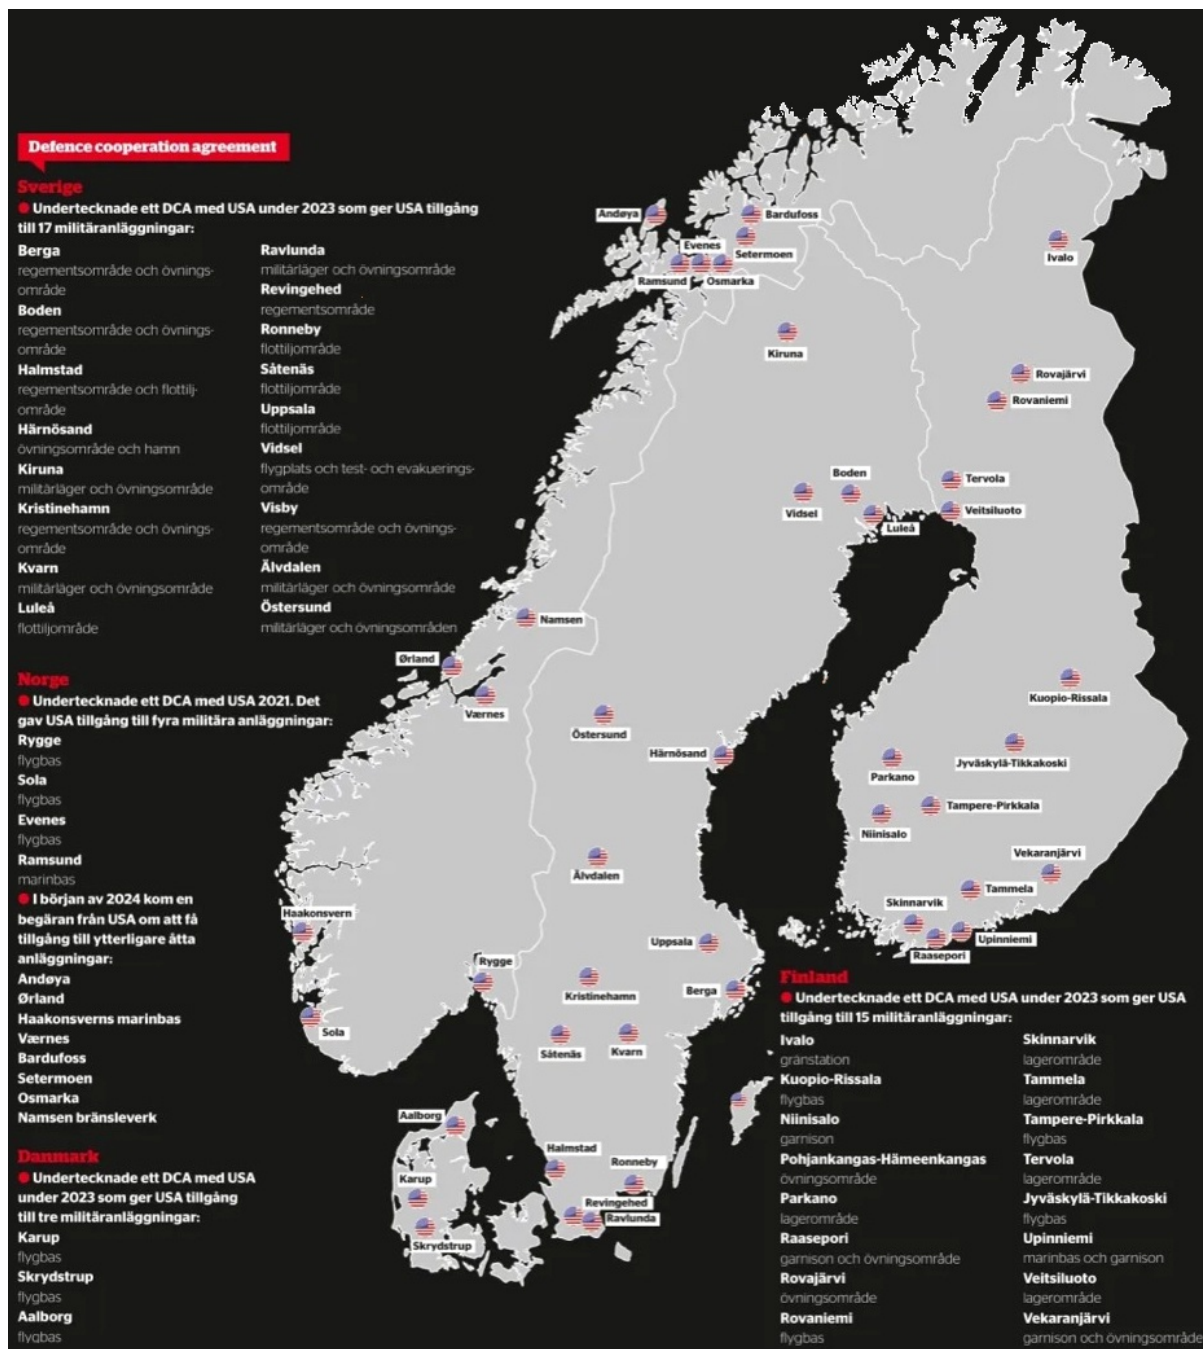 Defence cooperation agreement
Sverige
Undertecknade ett DCA med USA under 2023 som ger USA tillgång
till 17 militäranläggningar:
Berga
regementsområde och övnings-
område
Boden
regementsområde och övnings-
område
Halmstad
regementsområde och flottilj-
område
Härnösand
övningsområde och hamn
Kiruna
militärläger och övningsområde
Kristinehamn
regementsområde och övnings-
område
Kvarn
militärläger och övningsområde
Luleå
flottiljområde
Ravlunda
militärläger och övningsområde
Revingehed
regementsområde
Ronneby
flottiljområde
Såtenäs
flottiljområde
Uppsala
flottiljområde
Vidsel
flygplats och test- och evakuerings-
område
Visby
regementsområde och övnings-
område
Älvdalen
militärläger och övningsområde
Östersund
militärläger och övningsområden
Norge
Undertecknade ett DCA med USA 2021. Det
gav USA tillgång till fyra militära anläggningar:
Rygge
flygbas
Sola
flygbas
Evenes
flygbas
Ramsund
marinbas
I början av 2024 kom en
begäran från USA om att få
tillgång till ytterligare åtta
anläggningar:
Andøya
Ørland
Haakonsverns marinbas
Værnes
Bardufoss
Setermoen
Osmarka
Namsen bränsleverk
Danmark
Undertecknade ett DCA med USA
under 2023 som ger USA tillgång
till tre militäranläggningar:
Karup
flygbas
Skrydstrup
flygbas
Aalborg
flygbas
Andøya
Bardufoss
Evenes
Setermoen
Ramsund
Osmarka
Ivalo
Kiruna
Rovajärvi
Rovaniemi
Boden
Tervola
Vidsel
Veitsiluoto
Luleå
Namsen
Ørland
Værnes
Kuopio-Rissala
Östersund
Härnösand
Jyväskylä-Tikkakoski
Parkano
Tampere-Pirkkala
Niinisalo
Vekaranjärvi
Älvdalen
Tammela
Skinnarvik
Haakonsvern
Uppsala
Upinniemi
Raasepori
Rygge
Kristinehamn
Berga
Sola
Såtenäs
Kvarn
Aalborg
Halmstad
Ronneby
Karup
Revingehed
Ravlunda
Skrydstrup
Finland
Undertecknade ett DCA med USA under 2023 som ger USA
tillgång till 15 militäranläggningar:
Ivalo
gränstation
Kuopio-Rissala
flygbas
Niinisalo
garnison
Pohjankangas-Hämeenkangas
övningsområde
Parkano
lagerområde
Raasepori
garnison och övningsområde
Rovajärvi
övningsområde
Rovaniemi
flygbas
Skinnarvik
lagerområde
Tammela
lagerområde
Tampere-Pirkkala
flygbas
Tervola
lagerområde
Jyväskylä-Tikkakoski
flygbas
Upinniemi
marinbas och garnison
Veitsiluoto
lagerområde
Vekaranjärvi
garnison och övningsområde